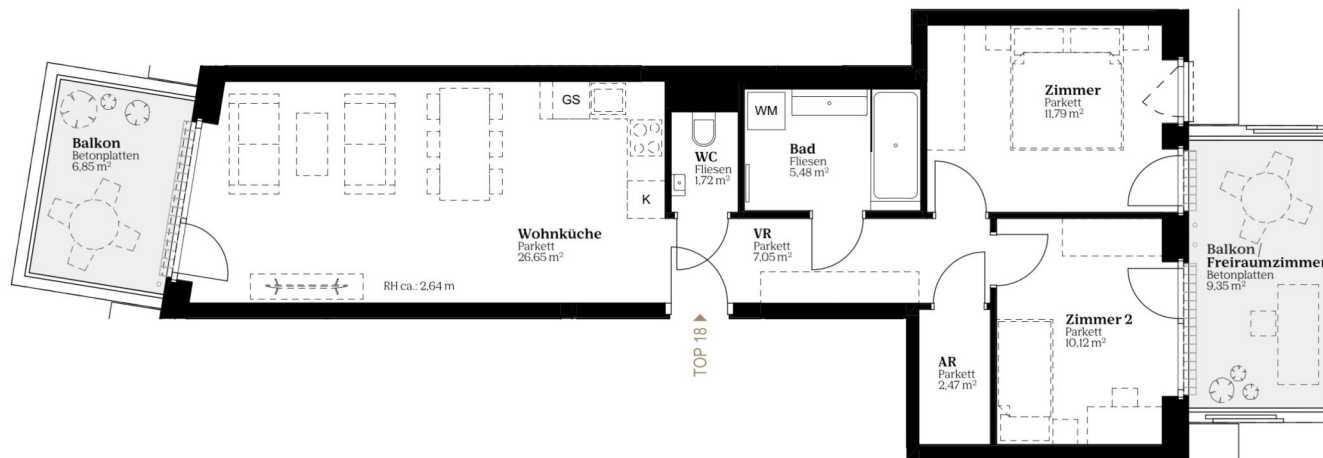 Balkon
Betonplatten
6,85 m²
GS
K
Wohnküche
Parkett
26,65 m²
RH ca.: 2,64 m
WC
Fliesen
1,72 m²
WM
Bad
Fliesen
5,48 m²
VR
Parkett
7,05 m²
TOP 18
Zimmer
Parkett
11,79 m²
Zimmer 2
Parkett
10,12 m²
AR
Parkett
2,47 m²
Balkon
Freiraumzimmer
Betonplatten
9,35 m²